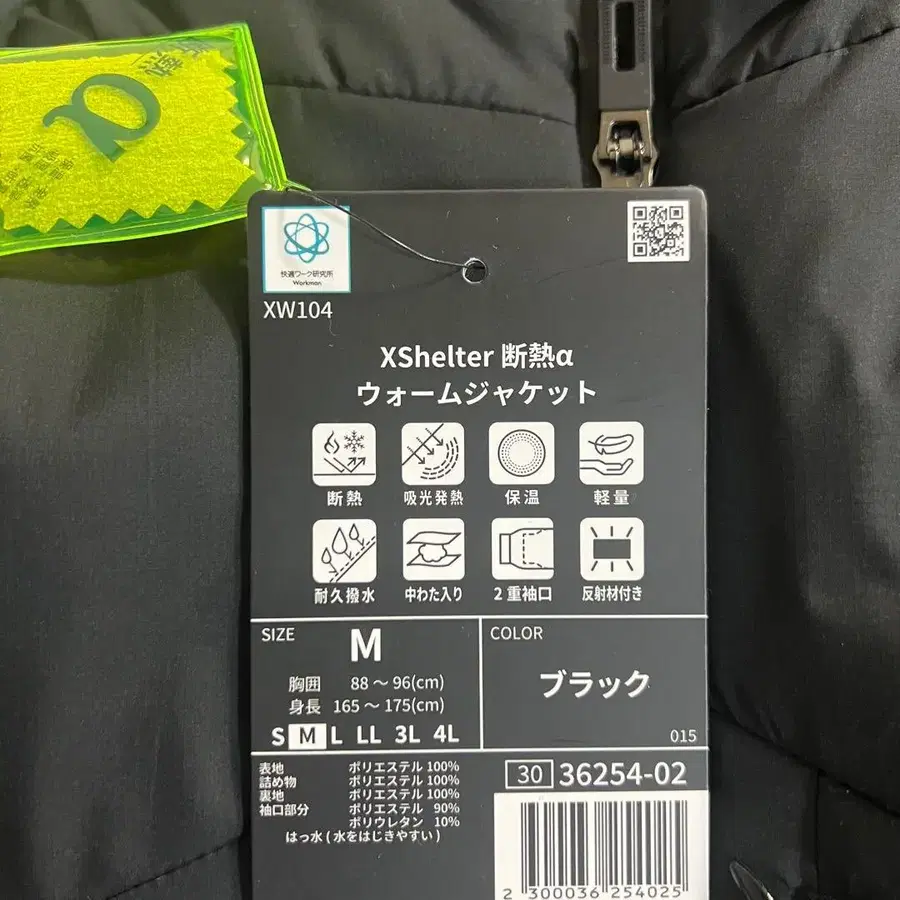 断熱
α
快適ワーク研究所
Workman
XW104
XShelter 断熱α
ウォームジャケット
断熱 吸光発熱 保温 軽量
耐久撥水 中わた入り 2重袖口 反射材付き
SIZE
M
胸囲 88～96(cm)
身長 165～175(cm)
S M L LL 3L 4L
COLOR
ブラック
015
表地 ポリエステル 100%
詰め物 ポリエステル 100%
裏地 ポリエステル 100%
袖口部分 ポリエステル 90%
ポリウレタン 10%
はっ水 (水をはじきやすい)
30 36254-02
2 300036 254025